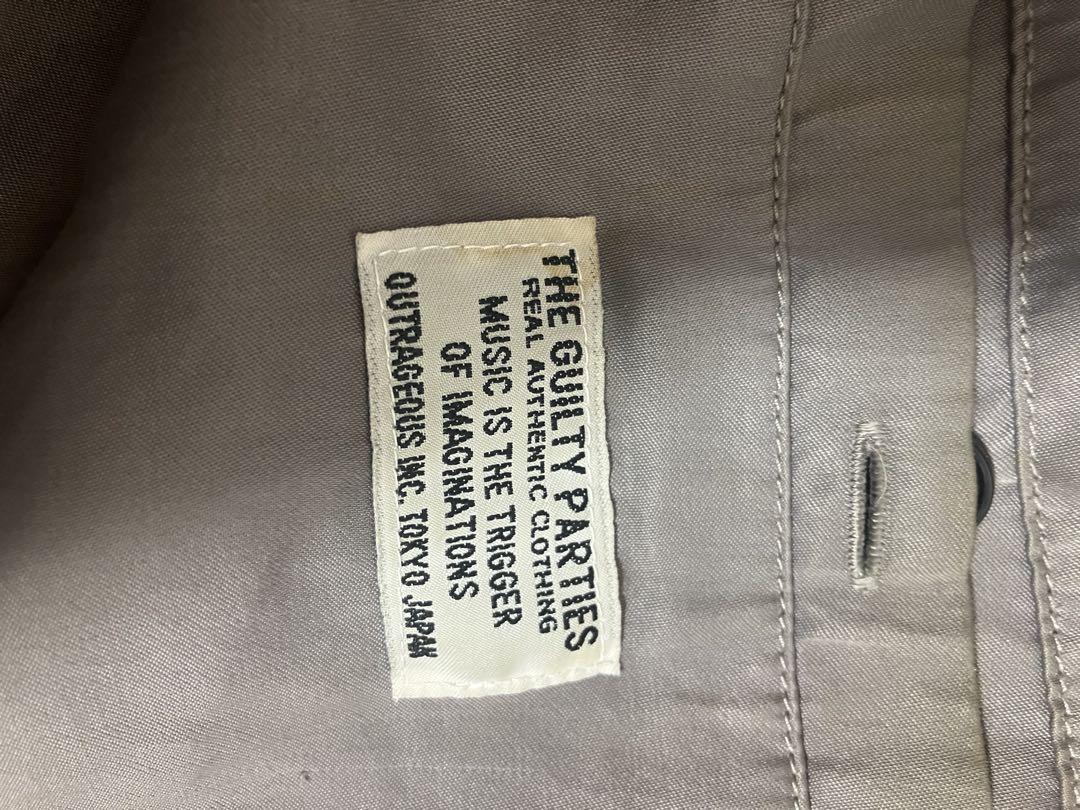 THE GUILTY PARTIES
REAL AUTHENTIC CLOTHING
MUSIC IS THE TRIGGER
OF IMAGINATIONS
OUTRAGEOUS INC. TOKYO JAPAN